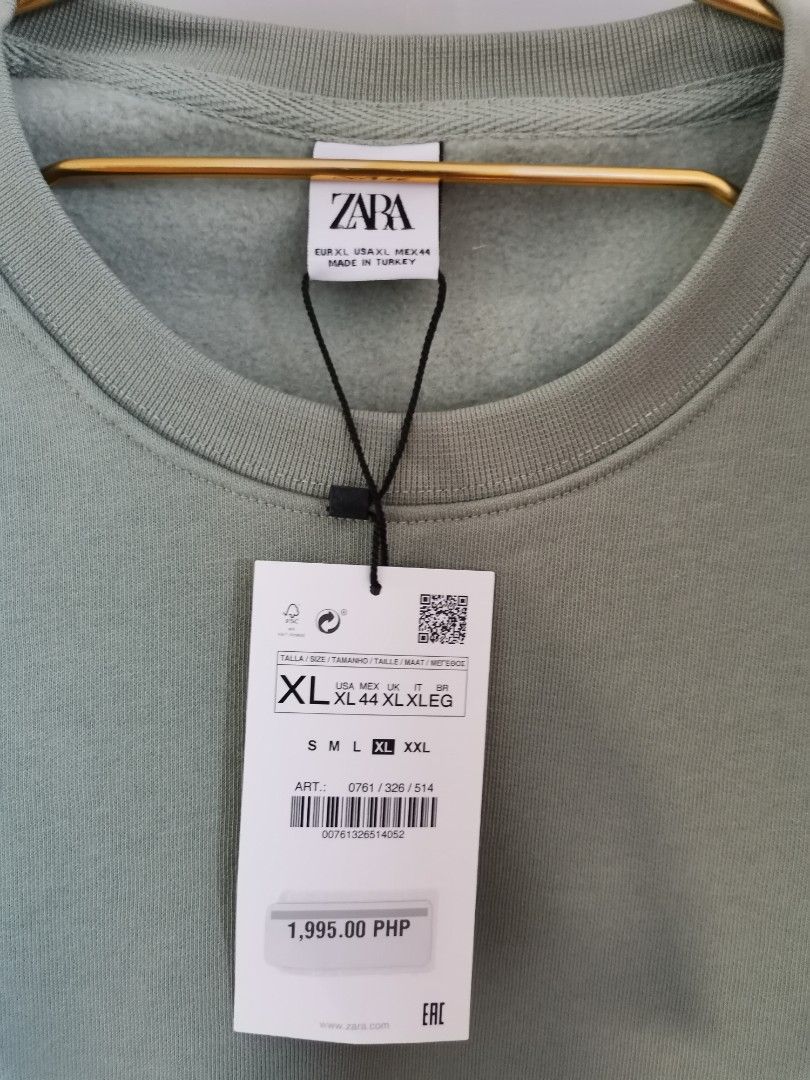 ZARA
EUR XL USA XL MEX 44
MADE IN TURKEY
FSC
TALLA / SIZE / TAMANHO / TAILLE / MAAT / ΜΕΓΕΘΟΣ
XL
USA MEX UK IT BR
XL 44 XL XL EG
S M L XL XXL
ART.: 0761 / 326 / 514
00761326514052
1,995.00 PHP
EAC
www.zara.com